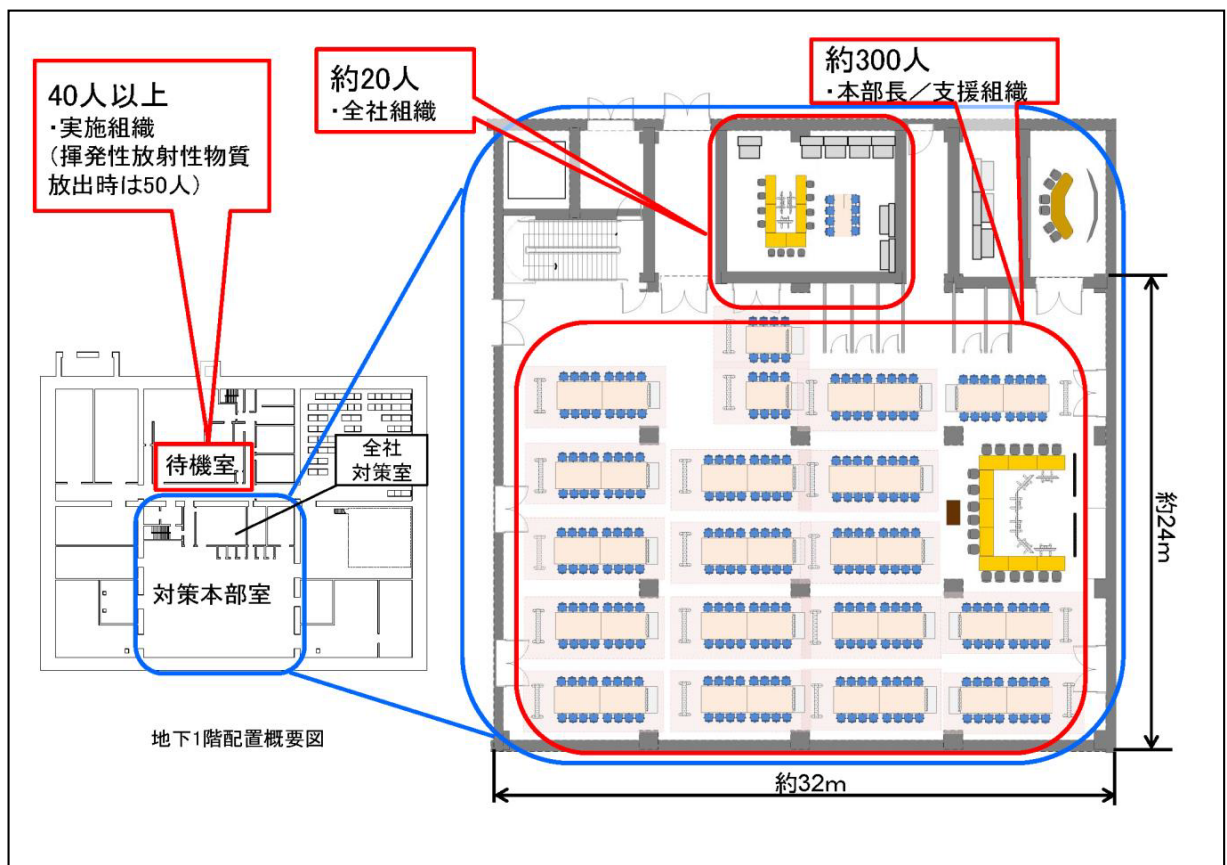 40人以上
・実施組織
(揮発性放射性物質
放出時は50人)
約20人
・全社組織
約300人
・本部長／支援組織
待機室
全社
対策室
対策本部室
地下1階配置概要図
約24m
約32m